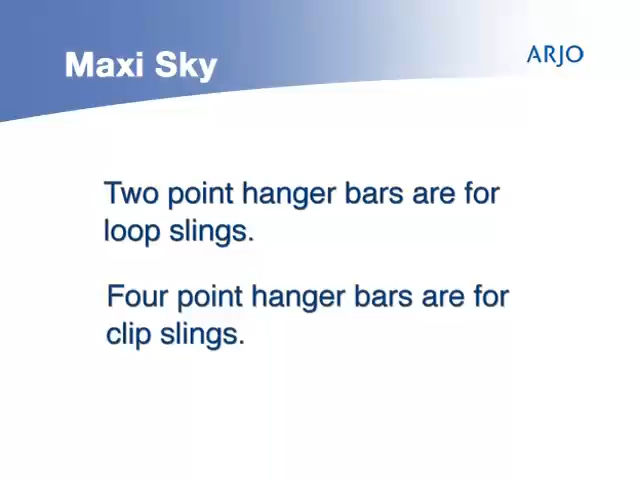 Maxi Sky
ARJO
Two point hanger bars are for
loop slings.
Four point hanger bars are for
clip slings.